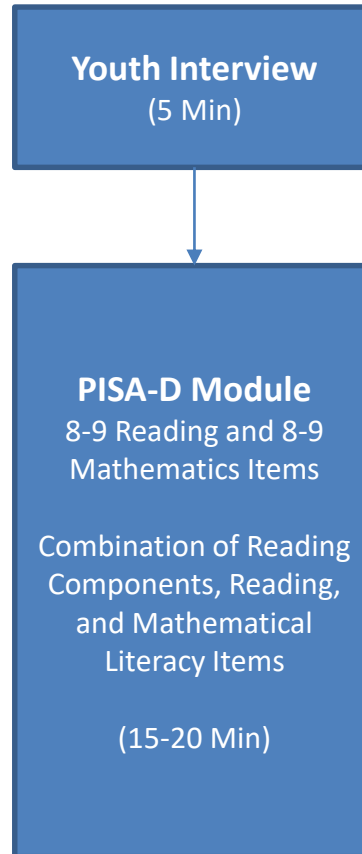 Youth Interview
(5 Min)
PISA-D Module
8-9 Reading and 8-9
Mathematics Items
Combination of Reading
Components, Reading,
and Mathematical
Literacy Items
(15-20 Min)